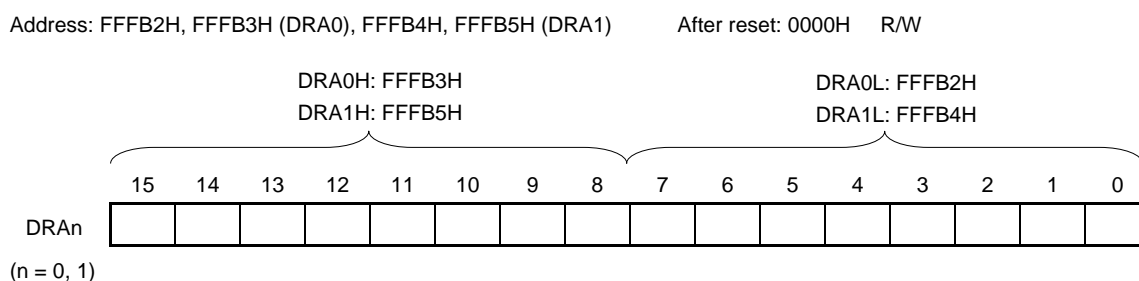 Address: FFFB2H, FFFB3H (DRA0), FFFB4H, FFFB5H (DRA1) After reset: 0000H R/W
DRA0H: FFFB3H DRA0L: FFFB2H
DRA1H: FFFB5H DRA1L: FFFB4H
15 14 13 12 11 10 9 8 7 6 5 4 3 2 1 0
DRAn
(n = 0, 1)